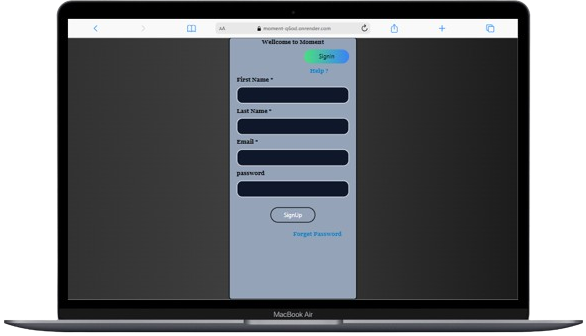 AA moment-q6od.onrender.com
Wellcome to Moment
Signin
Help ?
First Name *
Last Name *
Email *
password
SignUp
Forget Password
MacBook Air